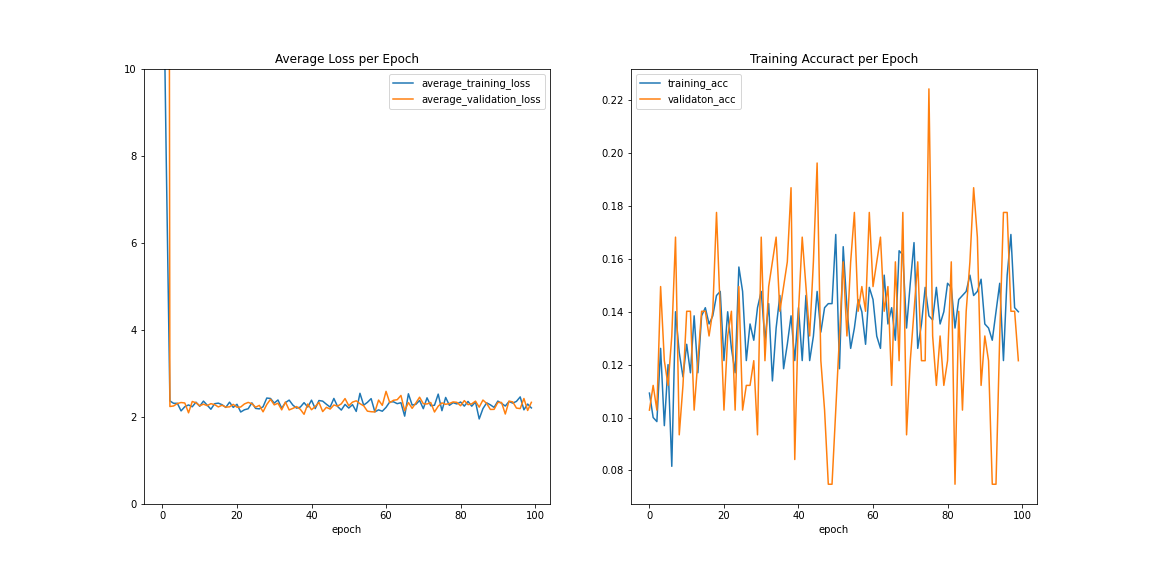 Average Loss per Epoch
10
8
6
4
2
0
average_training_loss
average_validation_loss
0 20 40 60 80 100
epoch
Training Accuract per Epoch
0.22
0.20
0.18
0.16
0.14
0.12
0.10
0.08
training_acc
validaton_acc
0 20 40 60 80 100
epoch